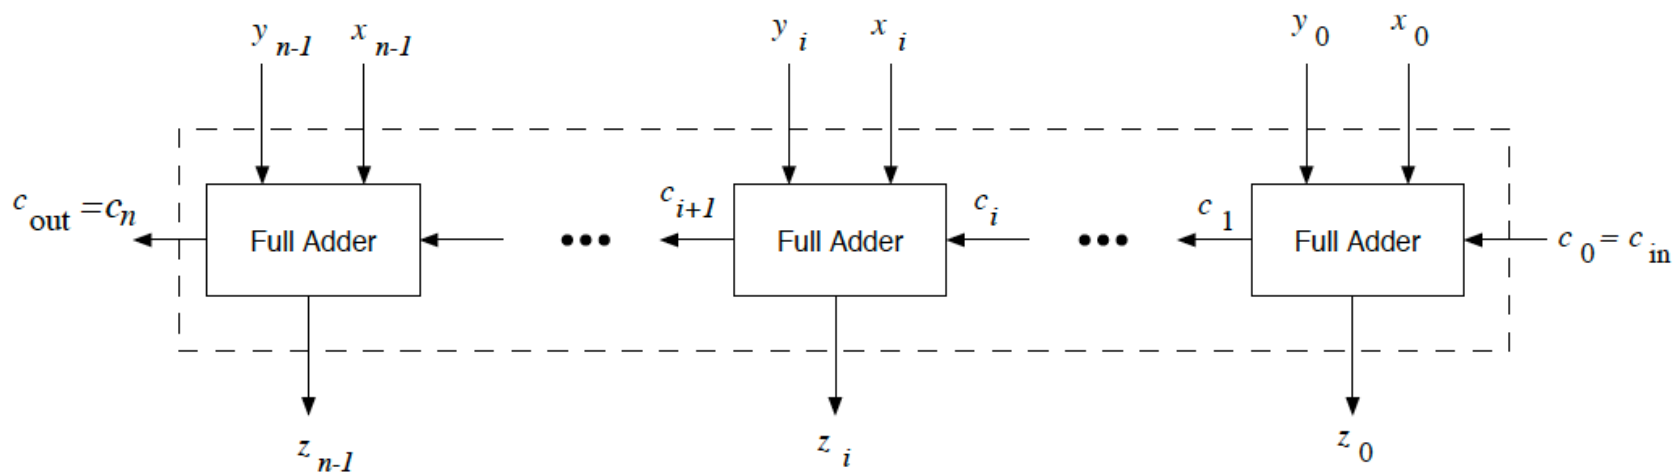 y n-1 x n-1 y i x i y 0 x 0
c out = c n Full Adder c i+1 Full Adder c i c 1 Full Adder c 0 = c in
z n-1 z i z 0